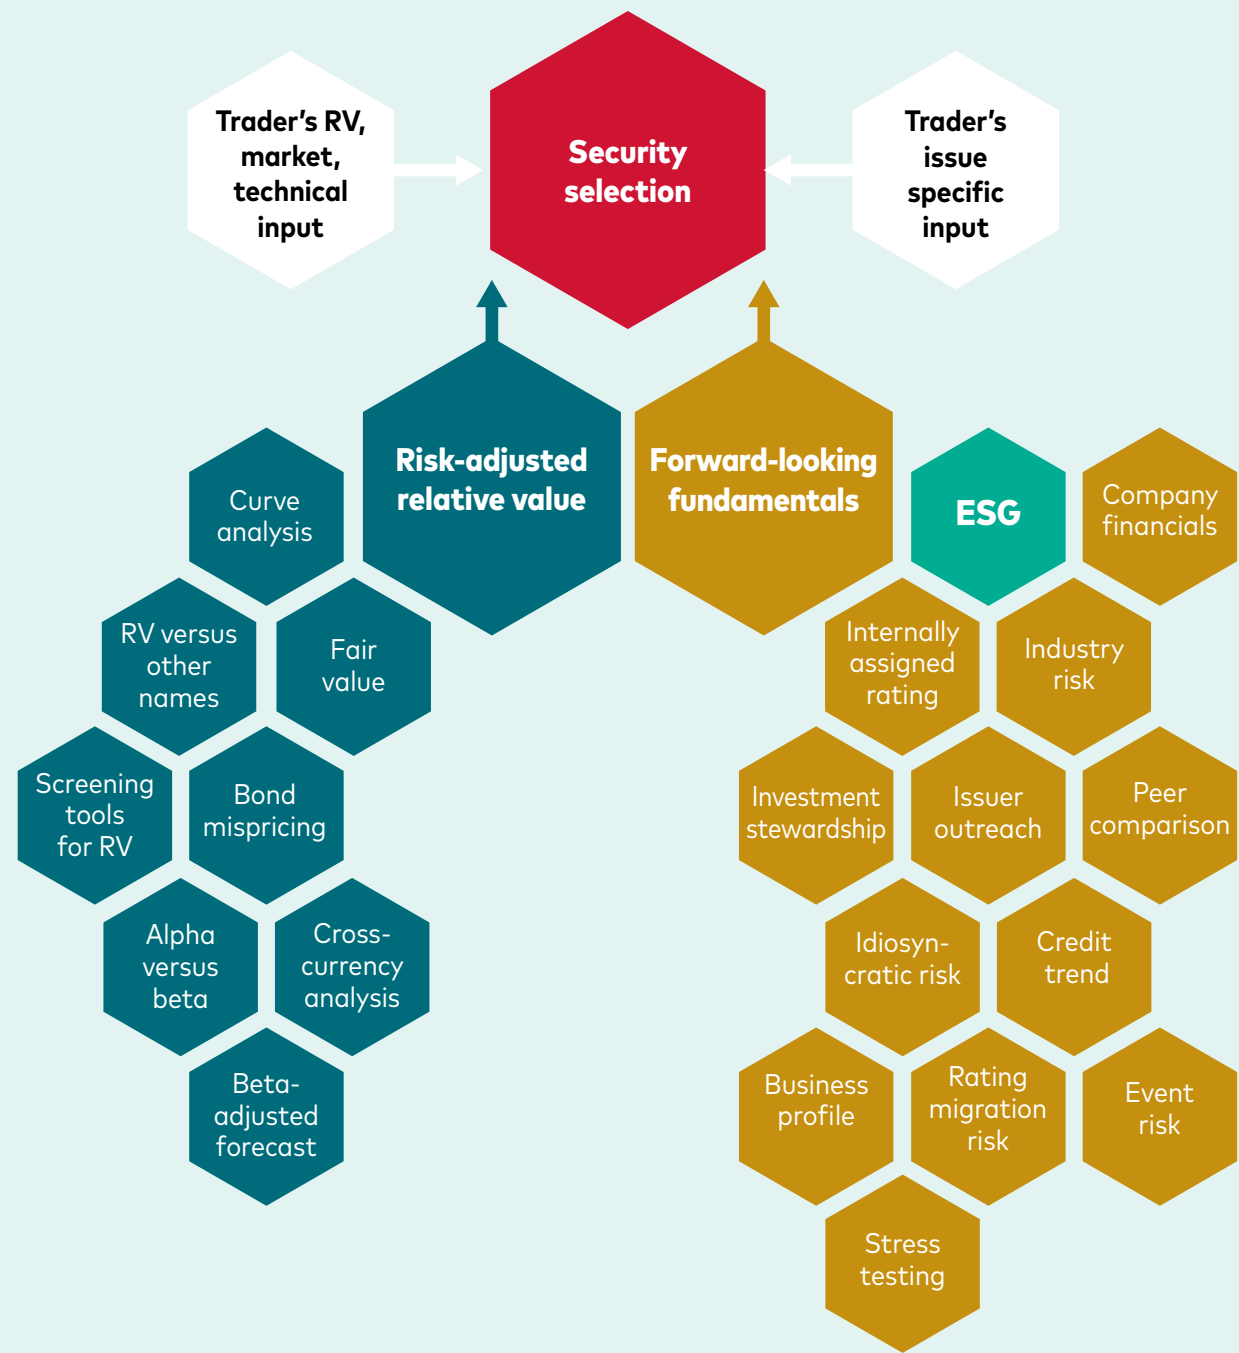 Trader's RV,
market,
technical
input
Security
selection
Trader's
issue
specific
input
Risk-adjusted
relative value
Forward-looking
fundamentals
Curve
analysis
RV versus
other
names
Fair
value
Screening
tools
for RV
Bond
mispricing
Alpha
versus
beta
Cross-
currency
analysis
Beta-
adjusted
forecast
ESG
Company
financials
Internally
assigned
rating
Industry
risk
Investment
stewardship
Issuer
outreach
Peer
comparison
Idiosyn-
cratic risk
Credit
trend
Business
profile
Rating
migration
risk
Event
risk
Stress
testing